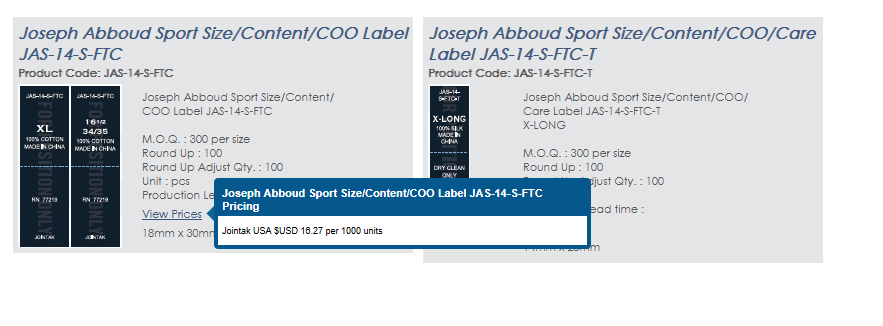 Joseph Abboud Sport Size/Content/COO Label
JAS-14-S-FTC
Product Code: JAS-14-S-FTC
JAS-14-S-FTC
XL
100% COTTON
MADE IN CHINA
RN 77219
JOINTAK
JAS-14-S-FTC
16 1/2
34/35
100% COTTON
MADE IN CHINA
RN 77219
JOINTAK
FOR POSITION ONLY
Joseph Abboud Sport Size/Content/
COO Label JAS-14-S-FTC
M.O.Q. : 300 per size
Round Up : 100
Round Up Adjust Qty. : 100
Unit : pcs
Production Le
View Prices
18mm x 30mm
Joseph Abboud Sport Size/Content/COO Label JAS-14-S-FTC
Pricing
Jointak USA $USD 16.27 per 1000 units
Joseph Abboud Sport Size/Content/COO/Care
Label JAS-14-S-FTC-T
Product Code: JAS-14-S-FTC-T
JAS-14-
S-FTC-T
X-LONG
100% SILK
MADE IN
CHINA
DRY CLEAN
ONLY
Joseph Abboud Sport Size/Content/COO/
Care Label JAS-14-S-FTC-T
X-LONG
M.O.Q. : 300 per size
Round Up : 100
just Qty. : 100
ead time :